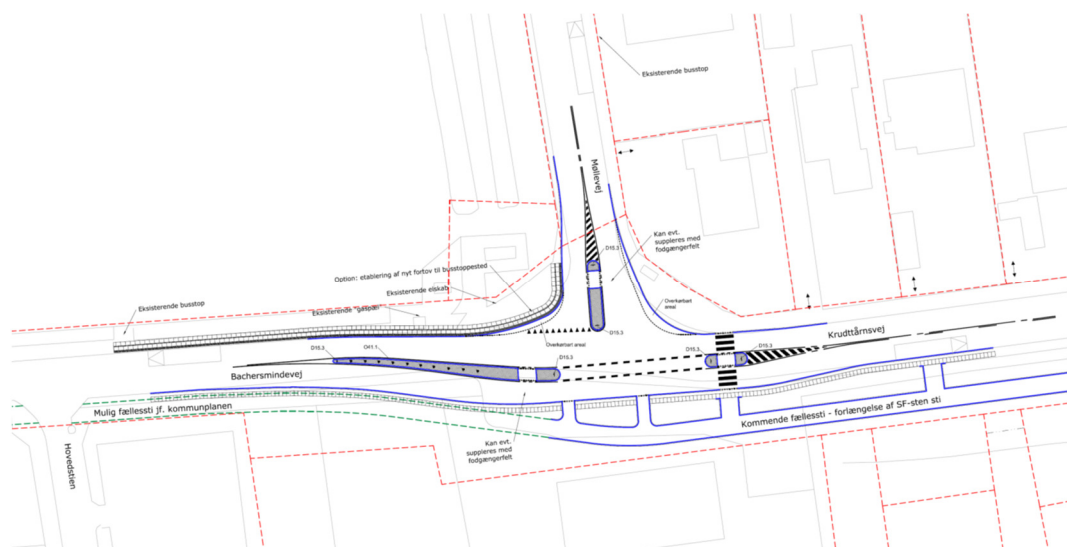 Eksisterende busstop
Møllevej
D15.3
Kan evt.
suppleres med
fodgængerfelt
Option: etablering af nyt fortov til busstoppested
Eksisterende elskab
Eksisterende "gespæl"
Eksisterende busstop
Overkørbart
areal
D15.3
Overkørbart areal
Krudttårnsvej
D15.3
O41.1
D15.3
D15.3
D15.3
Bachersmindevej
Mulig fællessti jf. kommunplanen
Kommende fællessti - forlængelse af SF-sten sti
Kan evt.
suppleres med
fodgængerfelt
Hovedstien